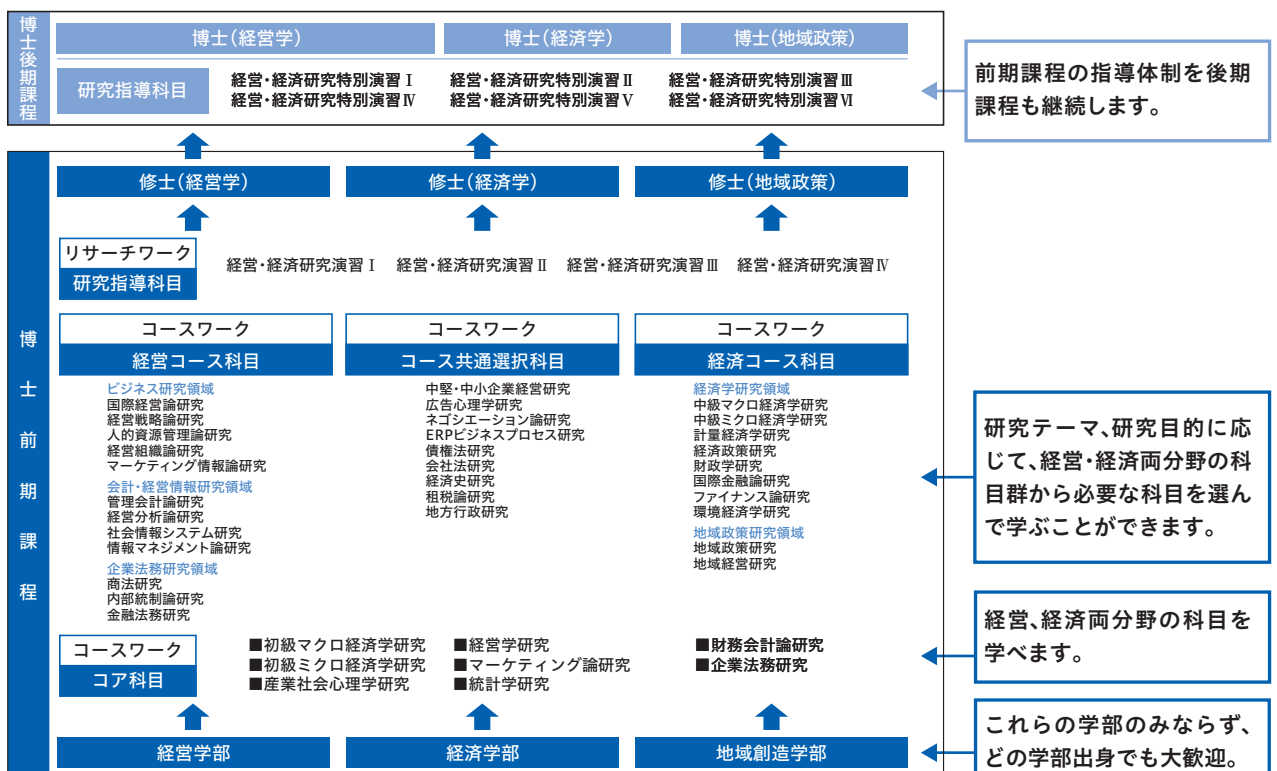 博士後期課程
博士（経営学）
博士（経済学）
博士（地域政策）
研究指導科目
経営・経済研究特別演習Ⅰ
経営・経済研究特別演習Ⅱ
経営・経済研究特別演習Ⅲ
経営・経済研究特別演習Ⅳ
経営・経済研究特別演習Ⅴ
経営・経済研究特別演習Ⅵ
前期課程の指導体制を後期
課程も継続します。
博士前期課程
修士（経営学）
修士（経済学）
修士（地域政策）
リサーチワーク
研究指導科目
経営・経済研究演習Ⅰ
経営・経済研究演習Ⅱ
経営・経済研究演習Ⅲ
経営・経済研究演習Ⅳ
コースワーク
経営コース科目
ビジネス研究領域
国際経営論研究
経営戦略論研究
人的資源管理論研究
経営組織論研究
マーケティング情報論研究
会計・経営情報研究領域
管理会計論研究
経営分析論研究
社会情報システム研究
情報マネジメント論研究
企業法務研究領域
商法研究
内部統制論研究
金融法務研究
コースワーク
コース共通選択科目
中堅・中小企業経営研究
広告心理学研究
ネゴシエーション論研究
ERPビジネスプロセス研究
債権法研究
会社法研究
経済史研究
租税論研究
地方行政研究
コースワーク
経済コース科目
経済学研究領域
中級マクロ経済学研究
中級ミクロ経済学研究
計量経済学研究
経済政策研究
財政学研究
国際金融論研究
ファイナンス論研究
環境経済学研究
地域政策研究領域
地域政策研究
地域経営研究
研究テーマ、研究目的に応
じて、経営・経済両分野の科
目群から必要な科目を選ん
で学ぶことができます。
コースワーク
コア科目
■初級マクロ経済学研究
■初級ミクロ経済学研究
■産業社会心理学研究
■経営学研究
■マーケティング論研究
■統計学研究
■財務会計論研究
■企業法務研究
経営、経済両分野の科目を
学べます。
経営学部
経済学部
地域創造学部
これらの学部のみならず、
どの学部出身でも大歓迎。